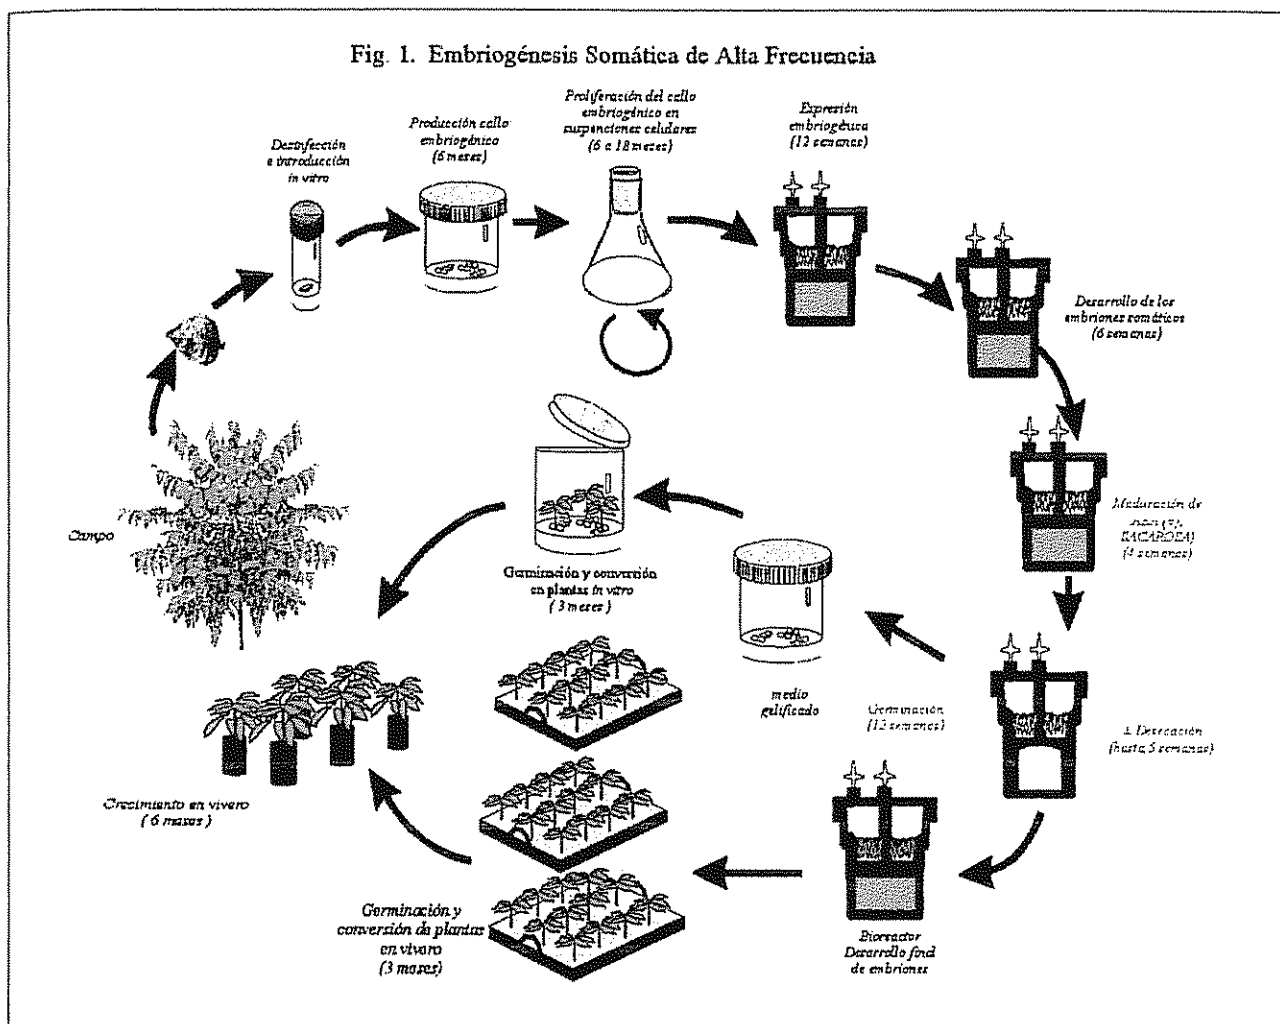 Fig. 1. Embriogénesis Somática de Alta Frecuencia
Desinfección
e introducción
in vitro
Producción callo
embriogénico
(6 meses)
Proliferación del callo
embriogénico en
suspenciones celulares
(6 a 18 meses)
Expresión
embriogénica
(12 semanas)
Desarrollo de los
embriones somáticos
(6 semanas)
Maduración de
SACAROSA)
(4 semanas)
± Desecación
(hasta 5 semanas)
Germinación
(12 semanas)
medio
gelificado
Germinación y conversión
en plantas in vitro
(3 meses)
Campo
Crecimiento en vivero
(6 meses)
Germinación y
conversión de plantas
en vivero
(3 meses)
Bioreactor
Desarrollo final
de embriones